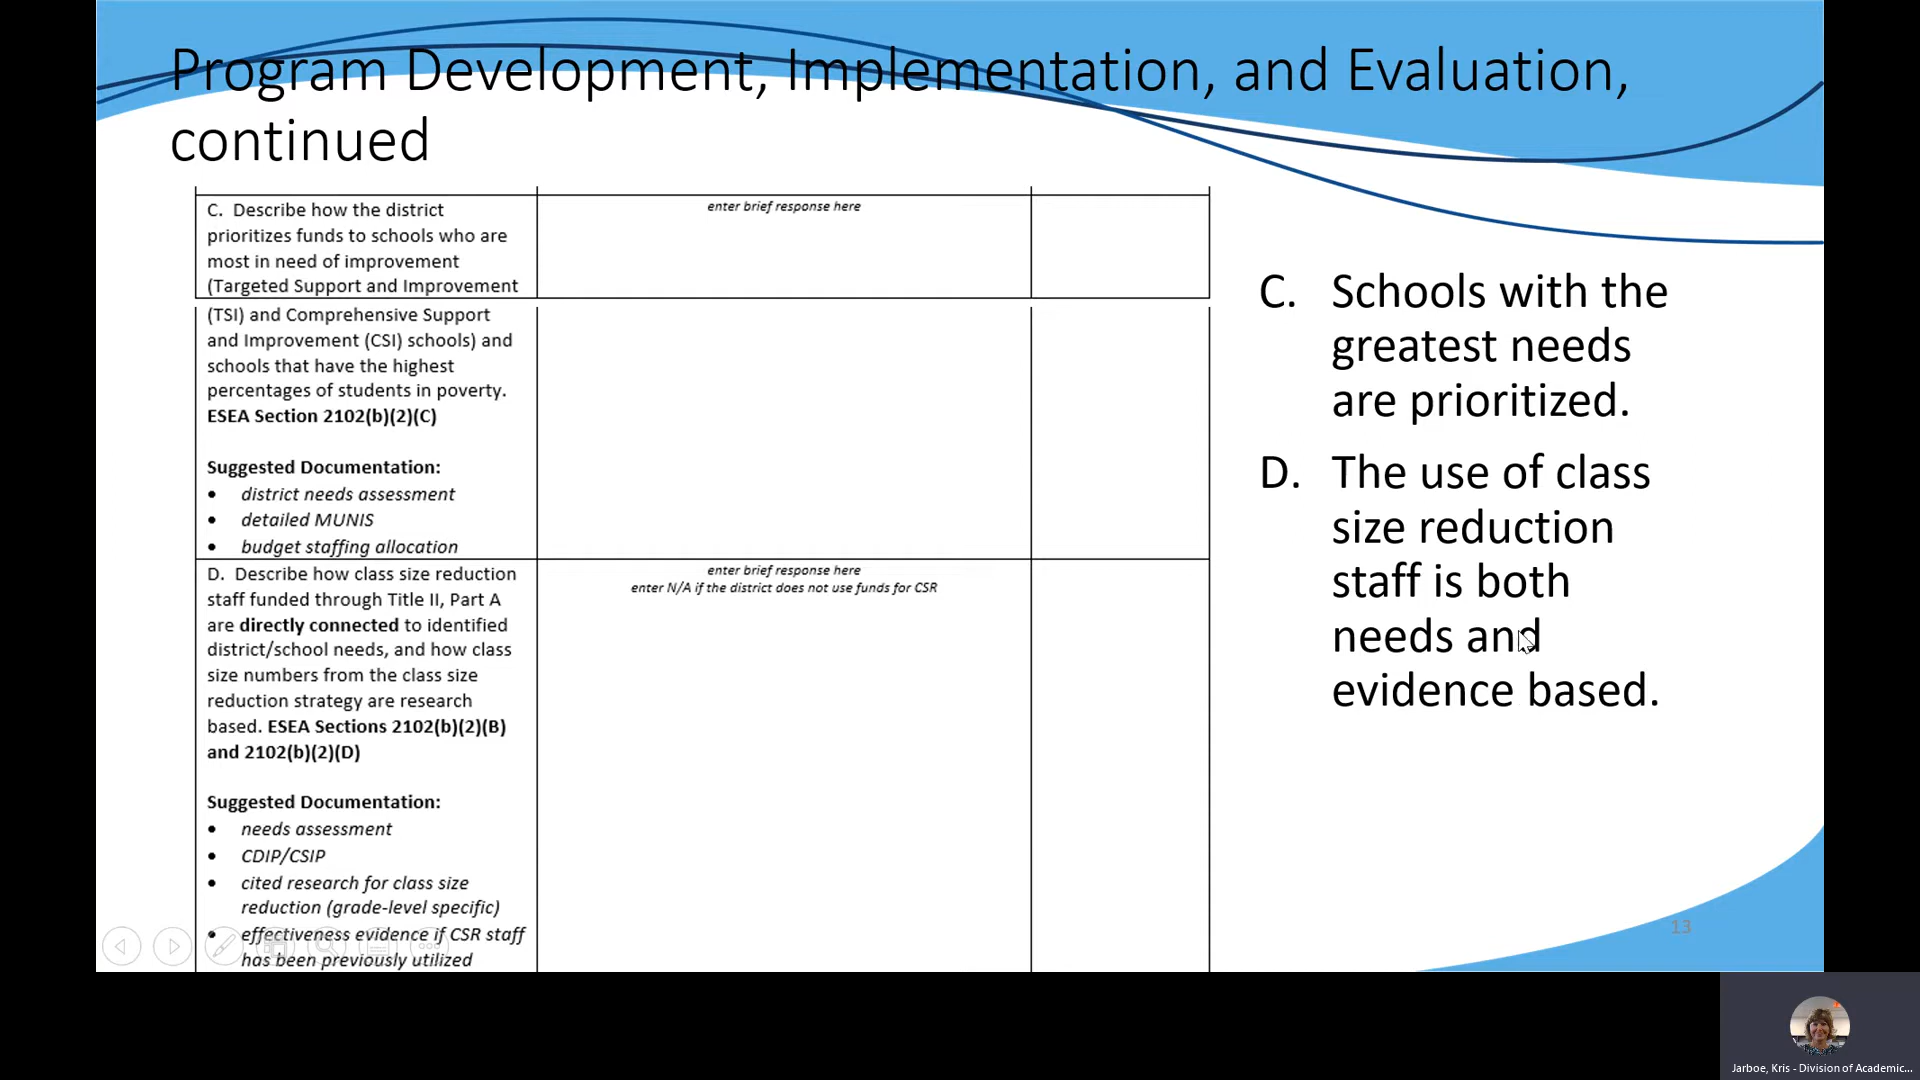 Program Development, Implementation, and Evaluation,
continued
C. Describe how the district
prioritizes funds to schools who are
most in need of improvement
(Targeted Support and Improvement
(TSI) and Comprehensive Support
and Improvement (CSI) schools) and
schools that have the highest
percentages of students in poverty.
ESEA Section 2102(b)(2)(C)
Suggested Documentation:
• district needs assessment
• detailed MUNIS
• budget staffing allocation
enter brief response here
D. Describe how class size reduction
staff funded through Title II, Part A
are directly connected to identified
district/school needs, and how class
size numbers from the class size
reduction strategy are research
based. ESEA Sections 2102(b)(2)(B)
and 2102(b)(2)(D)
Suggested Documentation:
• needs assessment
• CDIP/CSIP
• cited research for class size
reduction (grade-level specific)
• effectiveness evidence if CSR staff
has been previously utilized
enter brief response here
enter N/A if the district does not use funds for CSR
C. Schools with the
greatest needs
are prioritized.
D. The use of class
size reduction
staff is both
needs and
evidence based.
13
Jarboe, Kris - Division of Academic...